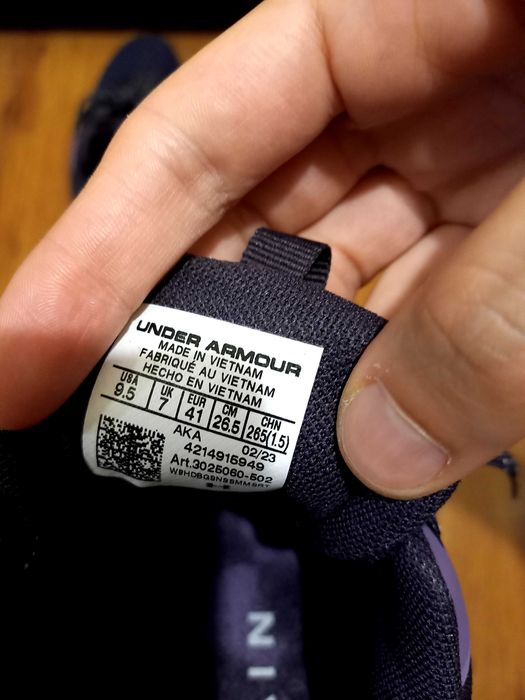 UNDER ARMOUR
MADE IN VIETNAM
FABRIQUÉ AU VIETNAM
HECHO EN VIETNAM
USA UK EUR CM CHN
9.5 7 41 26.5 265(1.5)
AKA 02/23
4214915949
Art.3025060-502